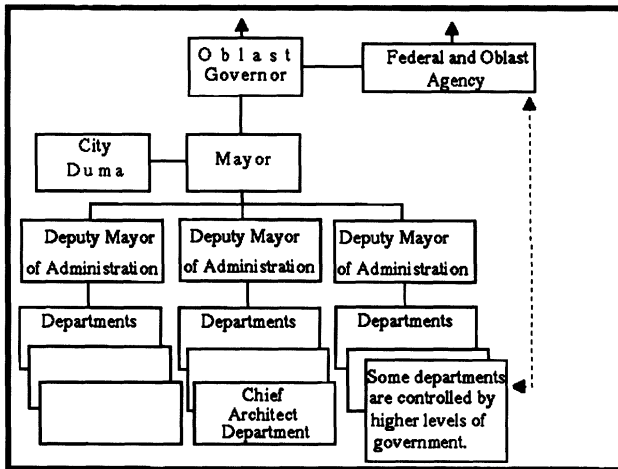 Oblast
Governor
Federal and Oblast
Agency
City
Duma
Mayor
Deputy Mayor
of Administration
Deputy Mayor
of Administration
Deputy Mayor
of Administration
Departments
Departments
Departments
Chief
Architect
Department
Some departments
are controlled by
higher levels of
government.